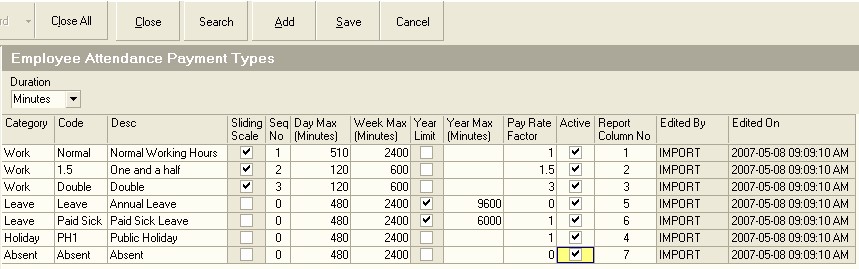 rd Close All Close Search Add Save Cancel
Employee Attendance Payment Types
Duration
Minutes
Category Code Desc Sliding Scale Seq No Day Max (Minutes) Week Max (Minutes) Year Limit Year Max (Minutes) Pay Rate Factor Active Report Column No Edited By Edited On
Work Normal Normal Working Hours 1 510 2400 1 1 IMPORT 2007-05-08 09:09:10 AM
Work 1.5 One and a half 2 120 600 1.5 2 IMPORT 2007-05-08 09:09:10 AM
Work Double Double 3 120 600 3 3 IMPORT 2007-05-08 09:09:10 AM
Leave Leave Annual Leave 0 480 2400 9600 0 5 IMPORT 2007-05-08 09:09:10 AM
Leave Paid Sick Paid Sick Leave 0 480 2400 6000 1 6 IMPORT 2007-05-08 09:09:10 AM
Holiday PH1 Public Holiday 0 480 2400 1 4 IMPORT 2007-05-08 09:09:10 AM
Absent Absent Absent 0 480 2400 0 7 IMPORT 2007-05-08 09:09:10 AM